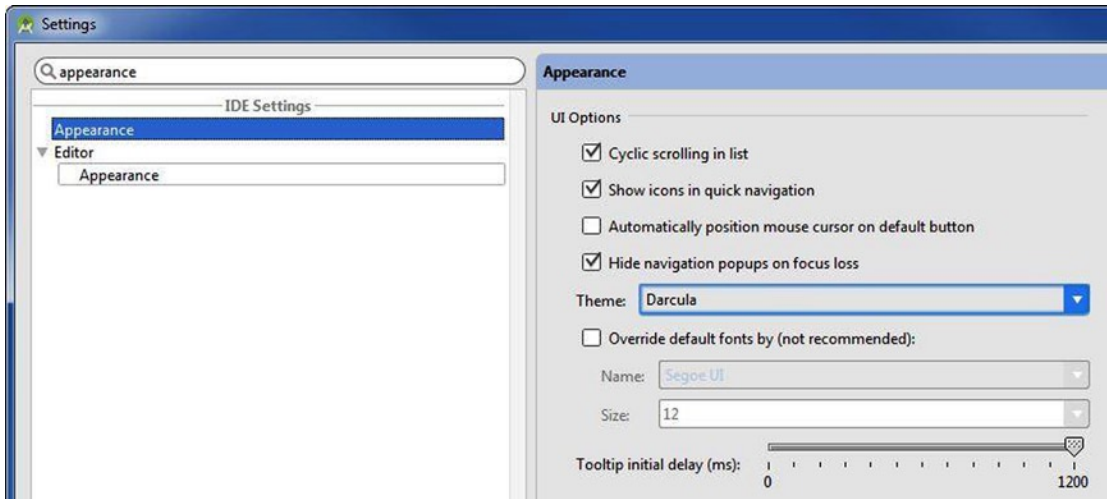 Settings
appearance
IDE Settings
Appearance
Editor
Appearance
Appearance
UI Options
Cyclic scrolling in list
Show icons in quick navigation
Automatically position mouse cursor on default button
Hide navigation popups on focus loss
Theme: Darcula
Override default fonts by (not recommended):
Name: Segoe UI
Size: 12
Tooltip initial delay (ms):
0 1200